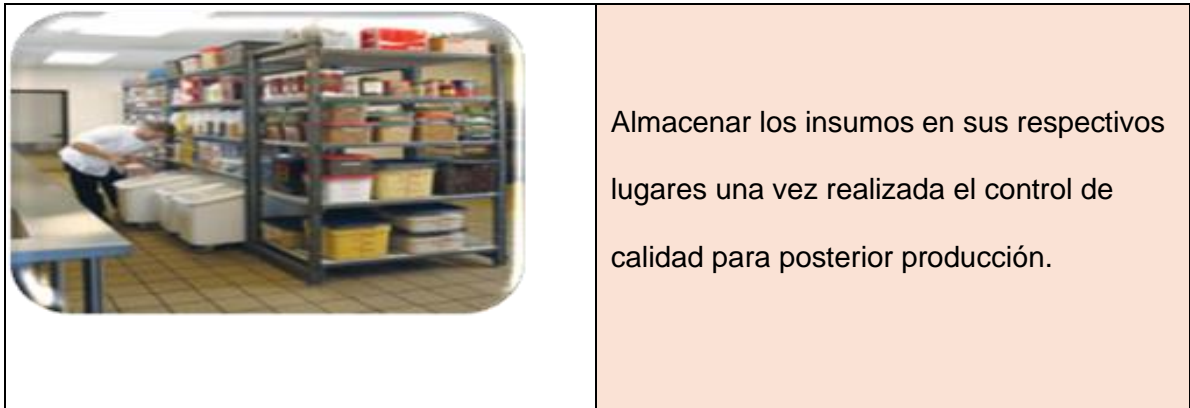 Almacenar los insumos en sus respectivos
lugares una vez realizada el control de
calidad para posterior producción.